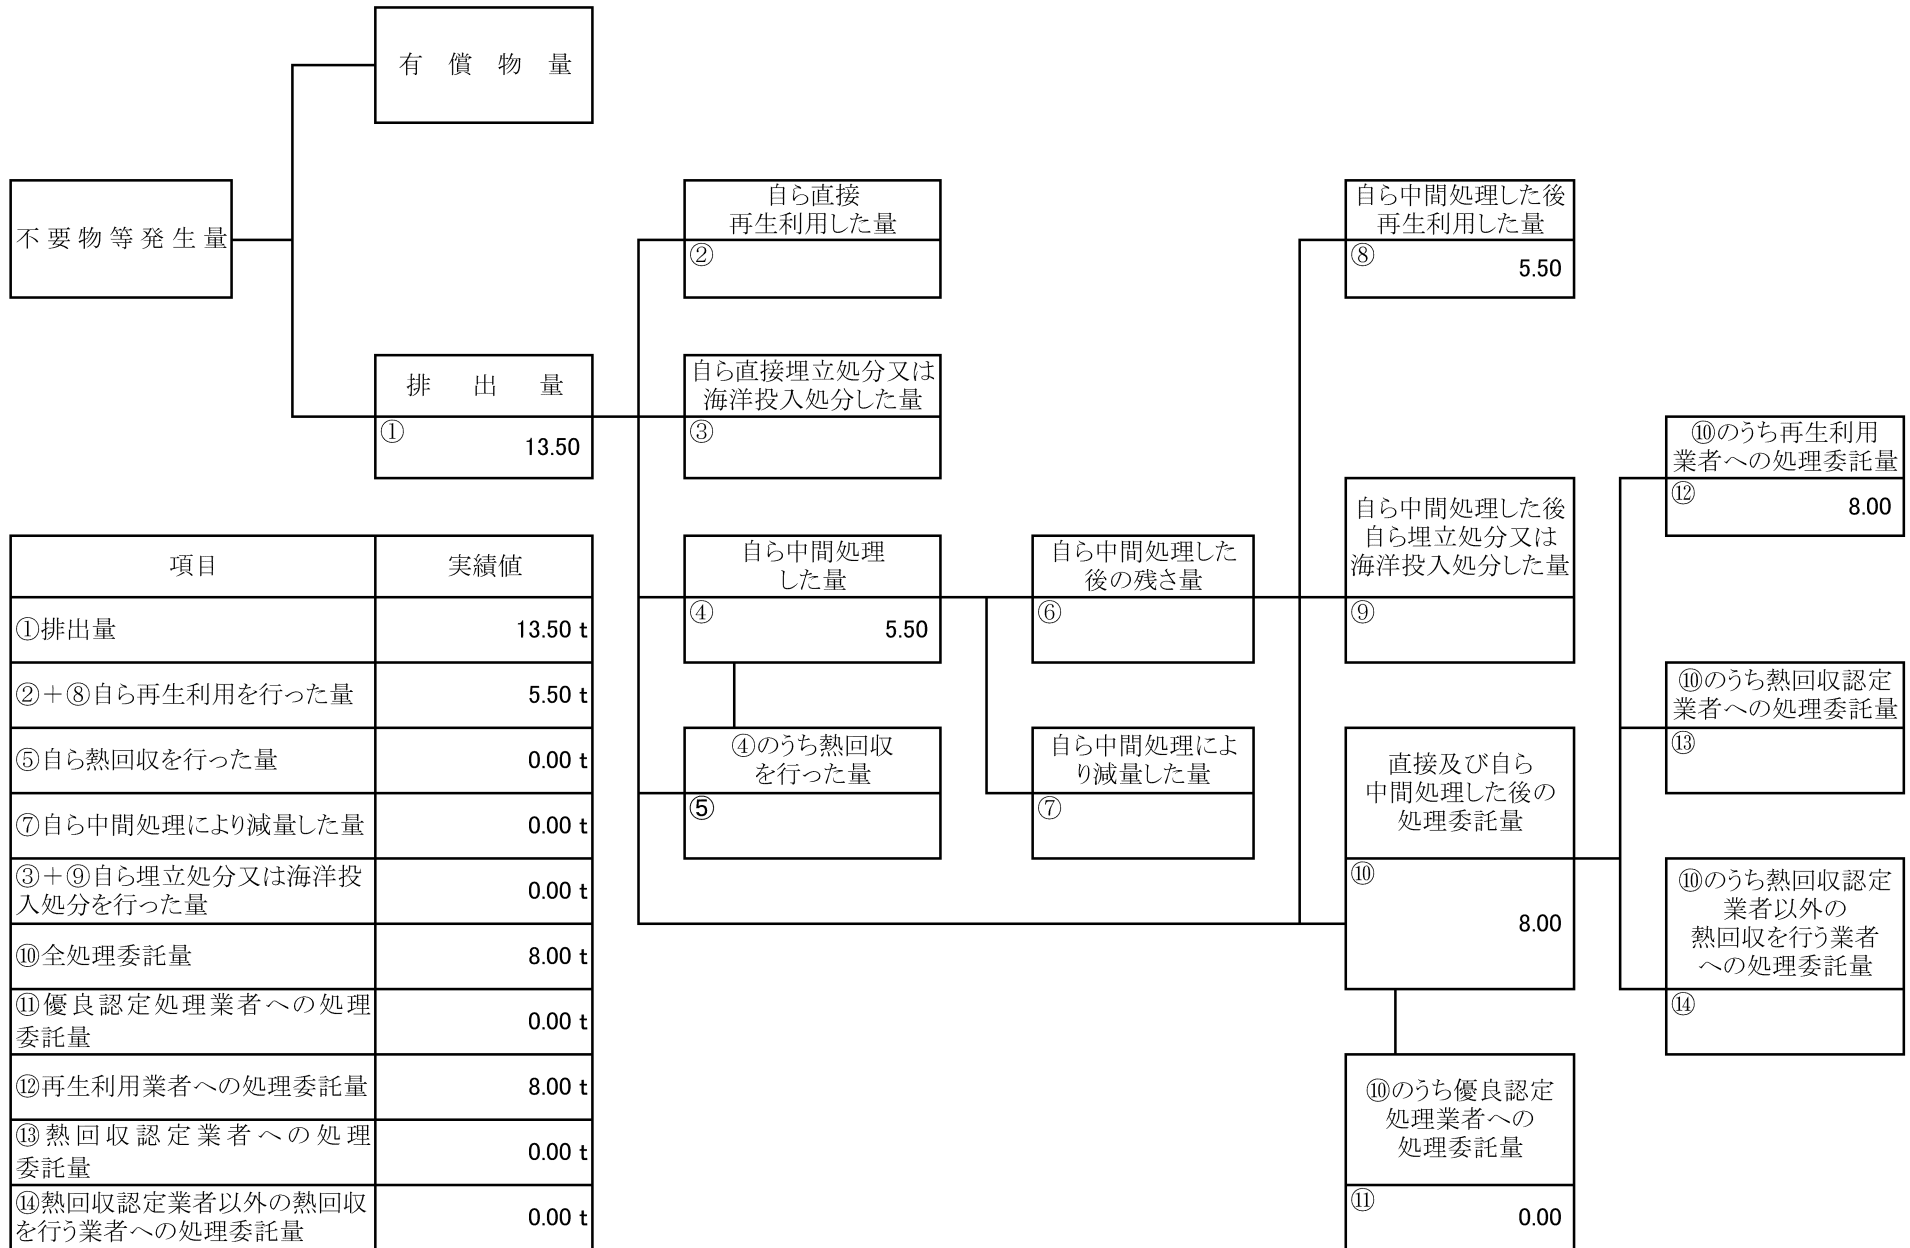 有償物量
不要物等発生量
自ら直接
再生利用した量
②
自ら中間処理した後
再生利用した量
⑧
5.50
排出量
①
13.50
自ら直接埋立処分又は
海洋投入処分した量
③
⑩のうち再生利用
業者への処理委託量
⑫
8.00
自ら中間処理
した量
④
5.50
自ら中間処理した
後の残さ量
⑥
自ら中間処理した後
自ら埋立処分又は
海洋投入処分した量
⑨
④のうち熱回収
を行った量
⑤
自ら中間処理によ
り減量した量
⑦
直接及び自ら
中間処理した後の
処理委託量
⑩
8.00
⑩のうち熱回収認定
業者への処理委託量
⑬
⑩のうち熱回収認定
業者以外の
熱回収を行う業者
への処理委託量
⑭
⑩のうち優良認定
処理業者への
処理委託量
⑪
0.00
項目 実績値
①排出量 13.50 t
②+⑧自ら再生利用を行った量 5.50 t
⑤自ら熱回収を行った量 0.00 t
⑦自ら中間処理により減量した量 0.00 t
③+⑨自ら埋立処分又は海洋投
入処分を行った量 0.00 t
⑩全処理委託量 8.00 t
⑪優良認定処理業者への処理
委託量 0.00 t
⑫再生利用業者への処理委託量 8.00 t
⑬熱回収認定業者への処理
委託量 0.00 t
⑭熱回収認定業者以外の熱回収
を行う業者への処理委託量 0.00 t